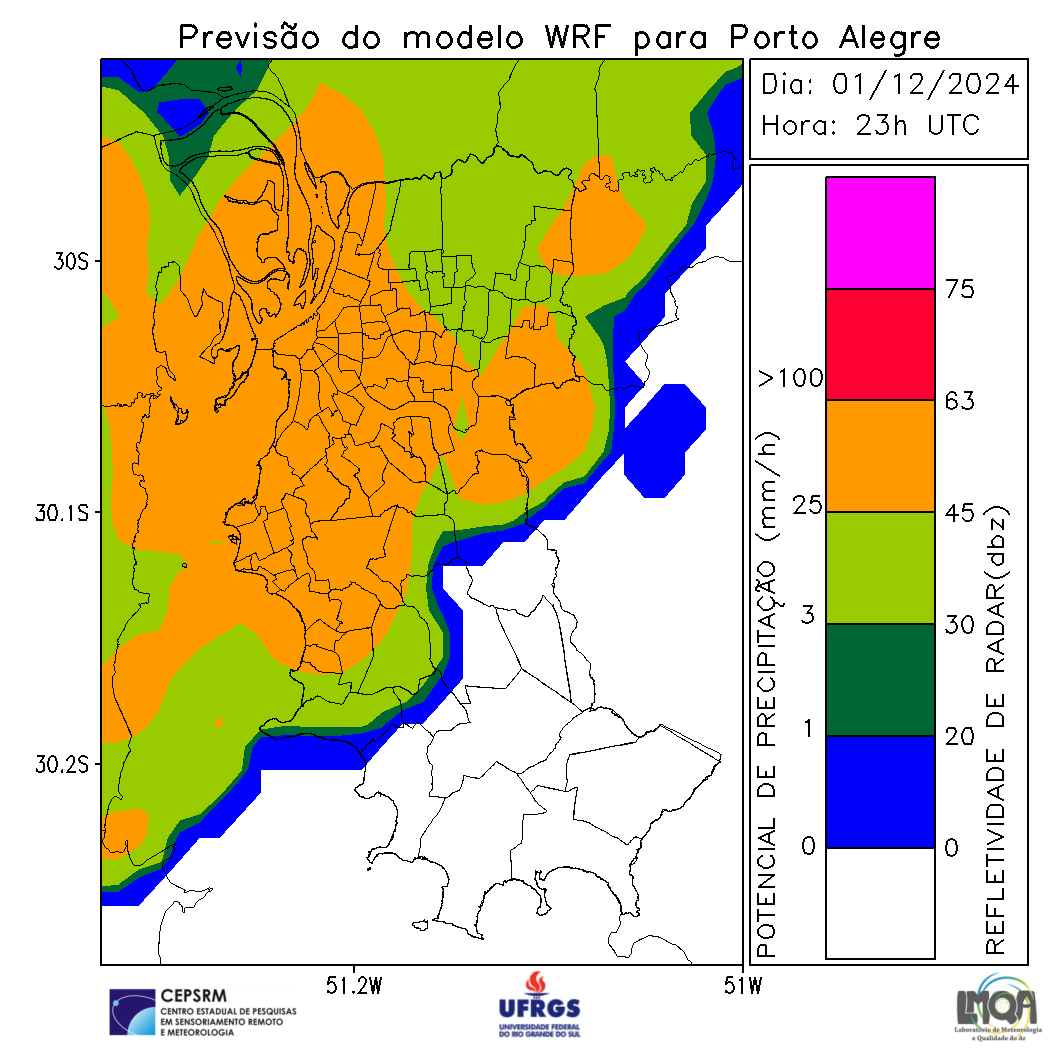 Previsão do modelo WRF para Porto Alegre
Dia: 01/12/2024
Hora: 23h UTC
30S
30.1S
30.2S
51.2W
51W
POTENCIAL DE PRECIPITAÇÃO (mm/h)
>100
25
3
1
0
75
63
45
30
20
0
REFLETIVIDADE DE RADAR(dbz)
CEPSRM
CENTRO ESTADUAL DE PESQUISAS
EM SENSORIAMENTO REMOTO
E METEOROLOGIA
UFRGS
UNIVERSIDADE FEDERAL
DO RIO GRANDE DO SUL
LMQA
Laboratório de Meteorologia
e Qualidade do Ar